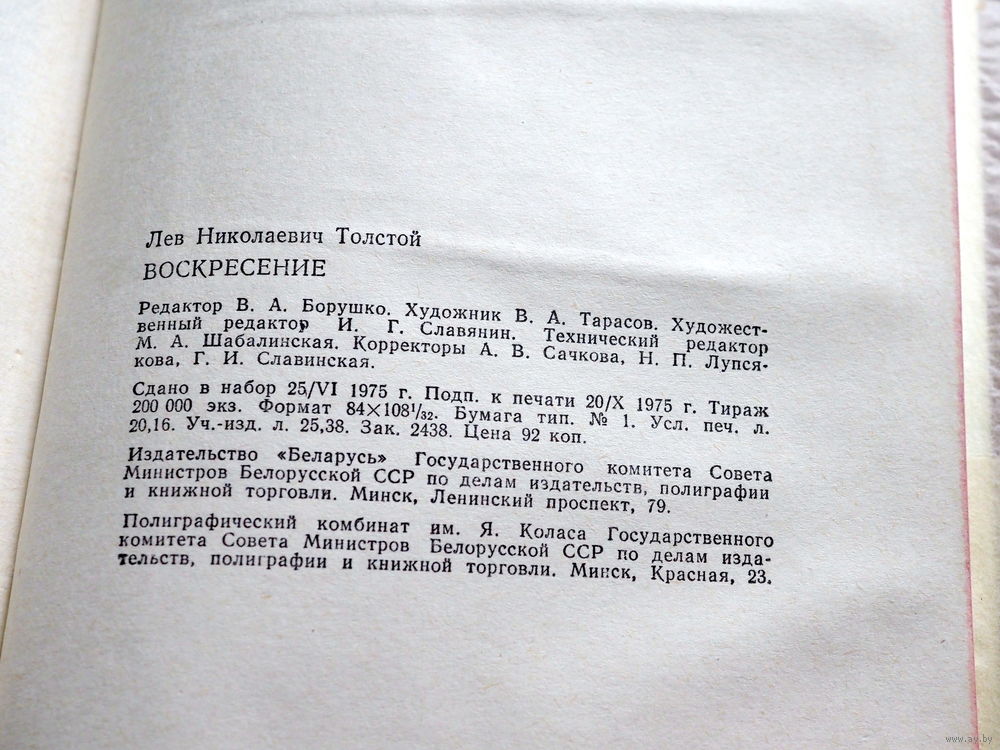 Лев Николаевич Толстой
ВОСКРЕСЕНИЕ
Редактор В. А. Борушко. Художник В. А. Тарасов. Художест-
венный редактор И. Г. Славянин. Технический редактор
М. А. Шабалинская. Корректоры А. В. Сачкова, Н. П. Лупся-
кова, Г. И. Славинская.
Сдано в набор 25/VI 1975 г. Подп. к печати 20/X 1975 г. Тираж
200 000 экз. Формат 84×108¹/₃₂. Бумага тип. № 1. Усл. печ. л.
20,16. Уч.-изд. л. 25,38. Зак. 2438. Цена 92 коп.
Издательство «Беларусь» Государственного комитета Совета
Министров Белорусской ССР по делам издательств, полиграфии
и книжной торговли. Минск, Ленинский проспект, 79.
Полиграфический комбинат им. Я. Коласа Государственного
комитета Совета Министров Белорусской ССР по делам изда-
тельств, полиграфии и книжной торговли. Минск, Красная, 23.
www.ay.by